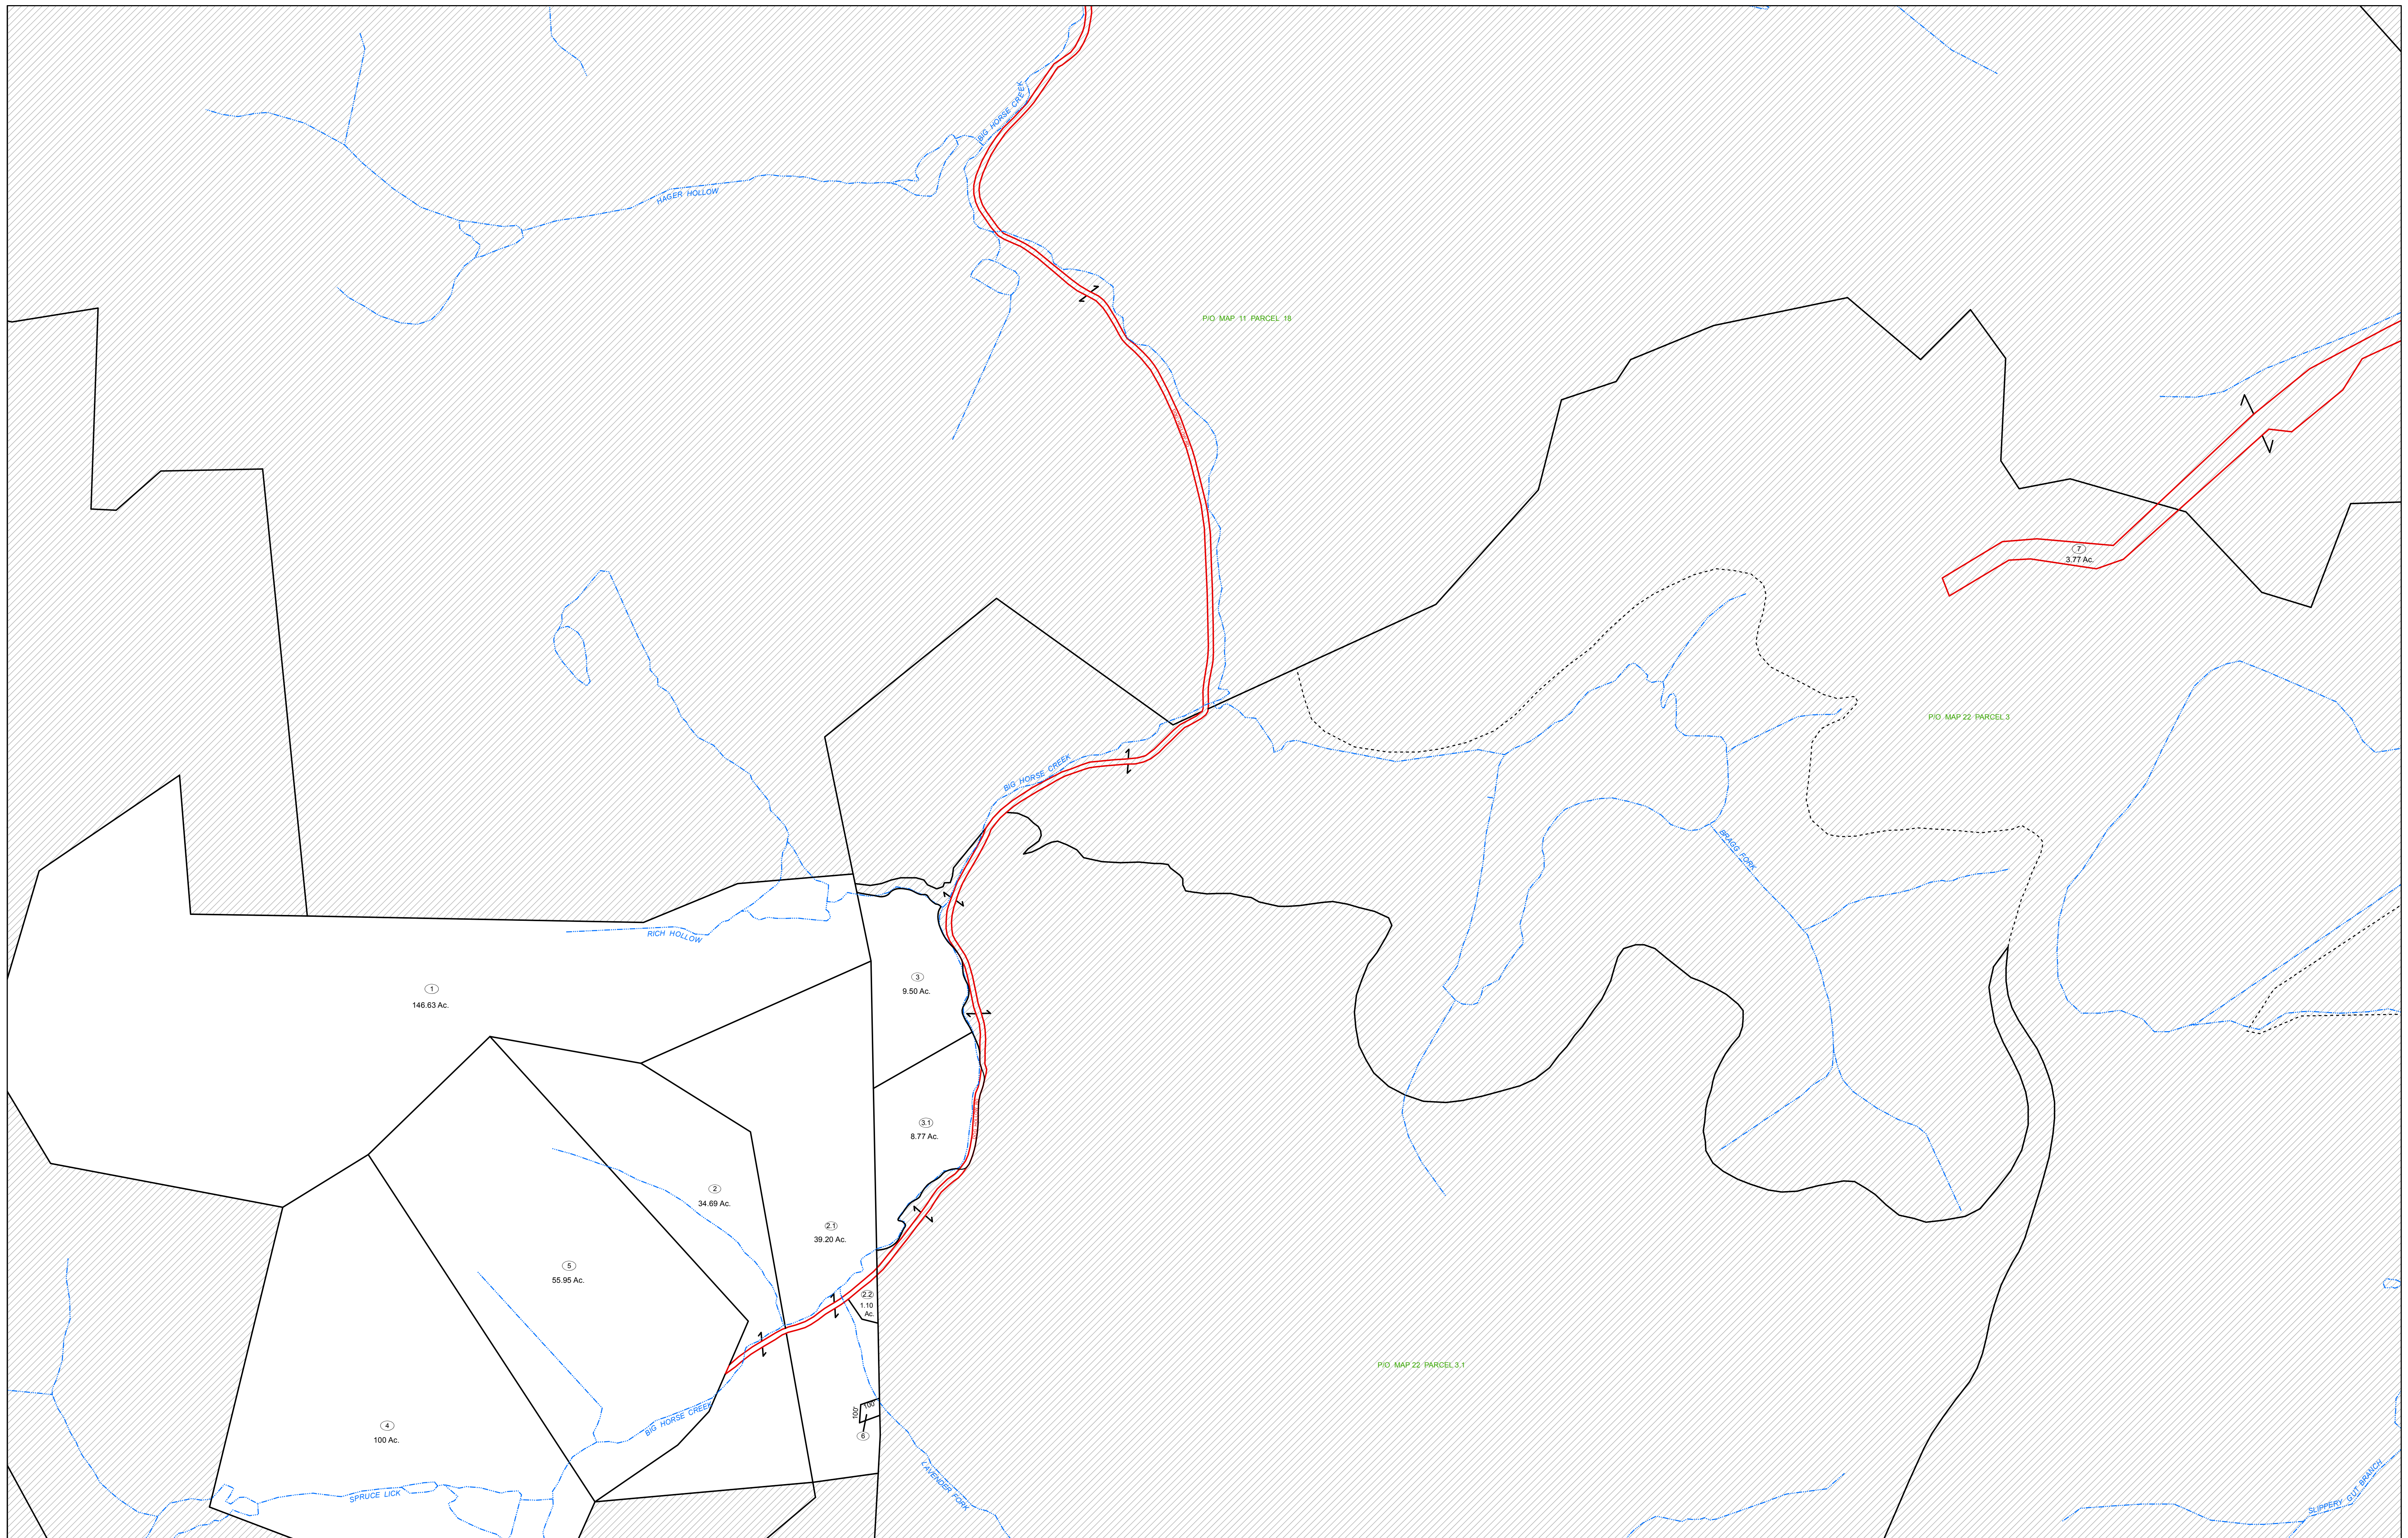 BIG HORSE CREEK
HAGER HOLLOW
P/O MAP 11 PARCEL 18
7
3.77 Ac.
P/O MAP 22 PARCEL 3
BIG HORSE CREEK
BRAGG FORK
RICH HOLLOW
3
9.50 Ac.
1
146.63 Ac.
3.1
8.77 Ac.
2
34.69 Ac.
2.1
39.20 Ac.
5
55.95 Ac.
2.2
1.10
Ac.
P/O MAP 22 PARCEL 3.1
100'
100'
6
BIG HORSE CREEK
4
100 Ac.
LAVENDER FORK
SPRUCE LICK
SLIPPERY GUT BRANCH